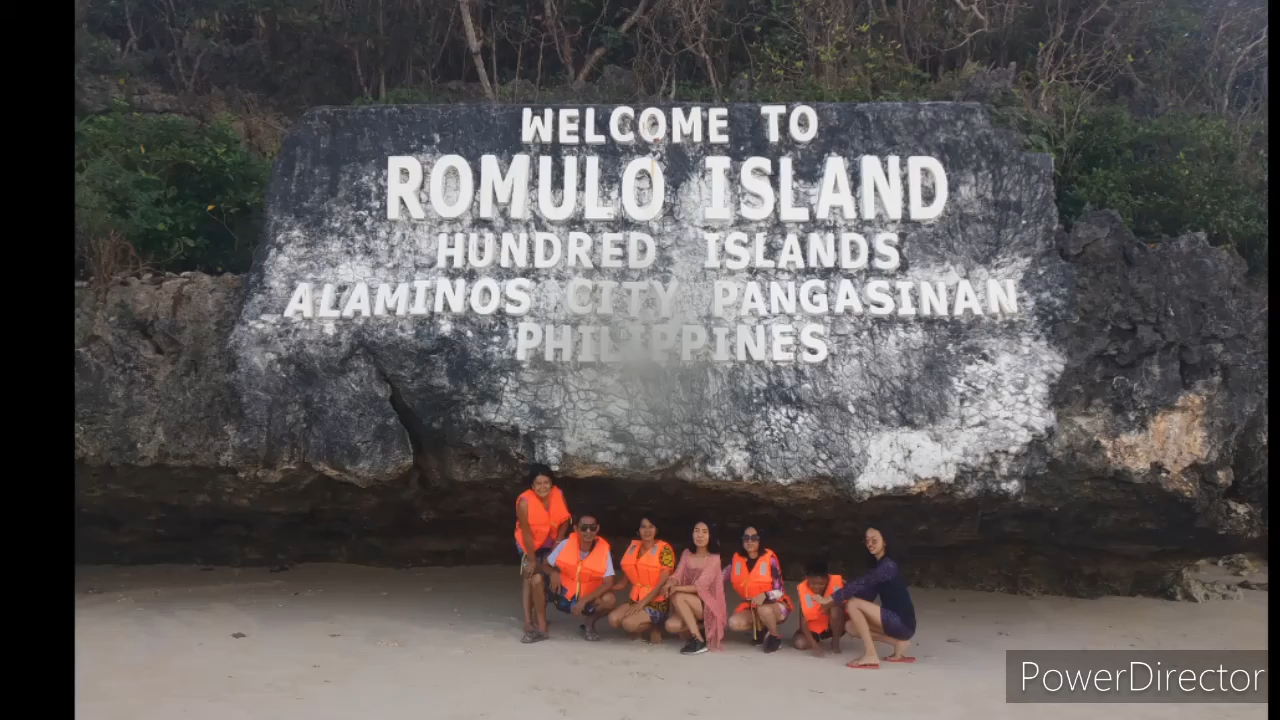 WELCOME TO
ROMULO ISLAND
HUNDRED ISLANDS
ALAMINOS CITY PANGASINAN
PHILIPPINES
PowerDirector